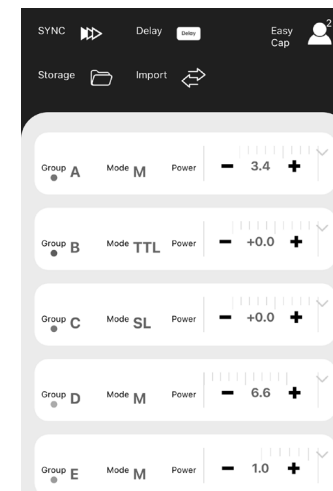 SYNC Delay Delay Easy Cap 2
Storage Import
Group A Mode M Power − 3.4 +
Group B Mode TTL Power − +0.0 +
Group C Mode SL Power − +0.0 +
Group D Mode M Power − 6.6 +
Group E Mode M Power − 1.0 +